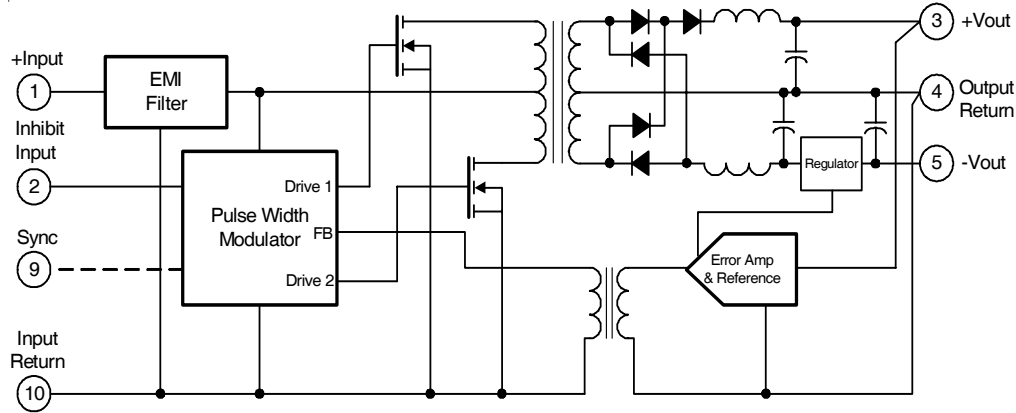 +Input
1
EMI
Filter
Inhibit
Input
2
Sync
9
Input
Return
10
Drive 1
Pulse Width
Modulator
FB
Drive 2
3
+Vout
4
Output
Return
5
-Vout
Regulator
Error Amp
& Reference